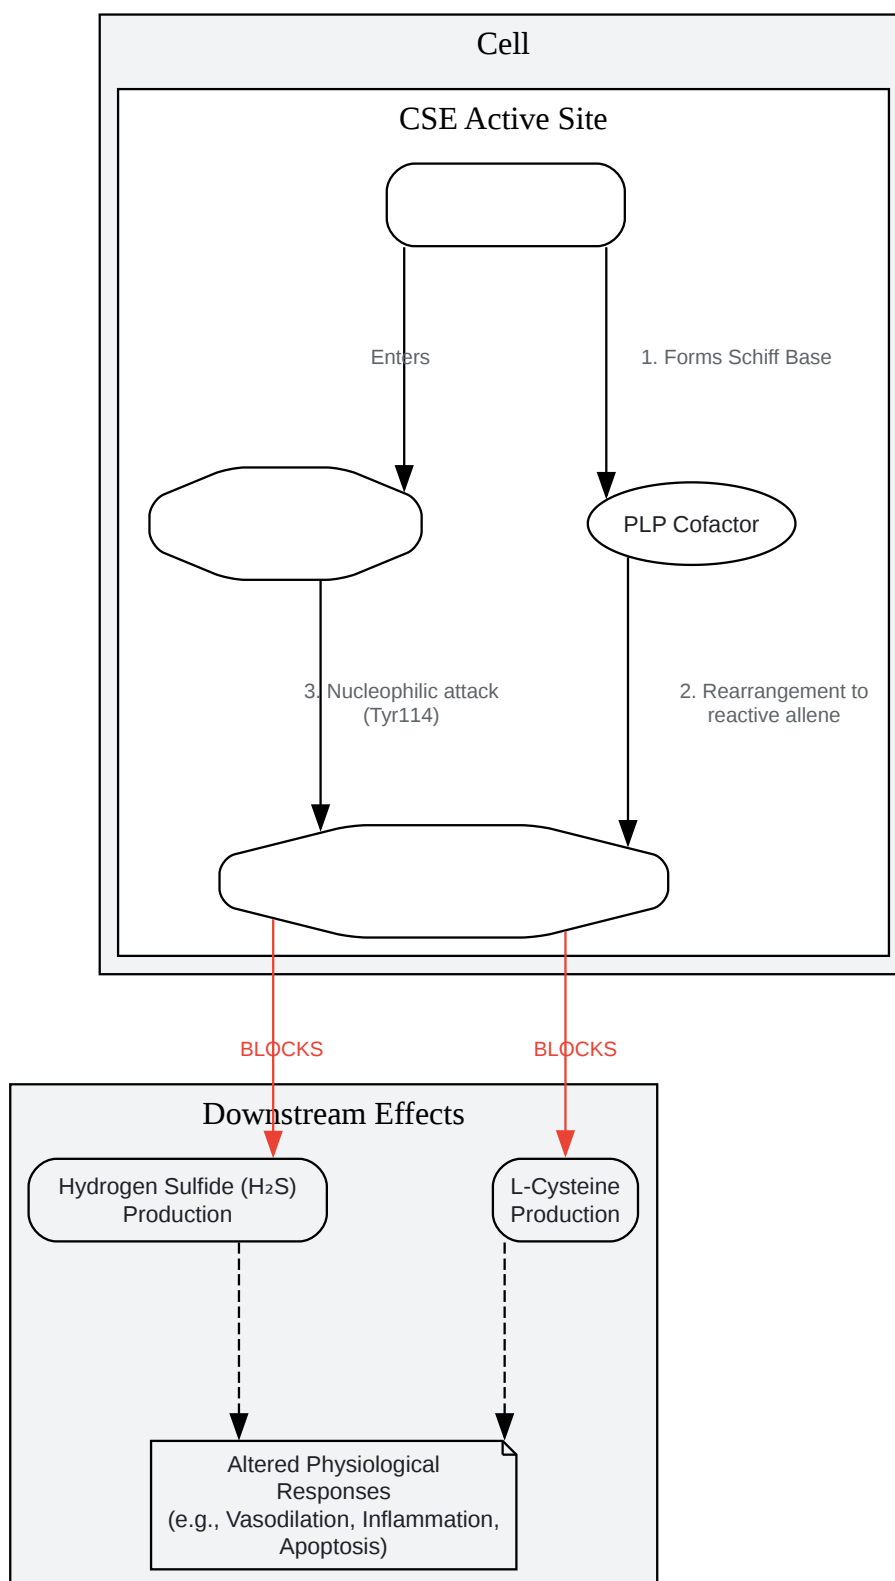 Cell
CSE Active Site
Enters
1. Forms Schiff Base
PLP Cofactor
3. Nucleophilic attack
(Tyr114)
2. Rearrangement to
reactive allene
BLOCKS
BLOCKS
Downstream Effects
Hydrogen Sulfide (H₂S)
Production
L-Cysteine
Production
Altered Physiological
Responses
(e.g., Vasodilation, Inflammation,
Apoptosis)